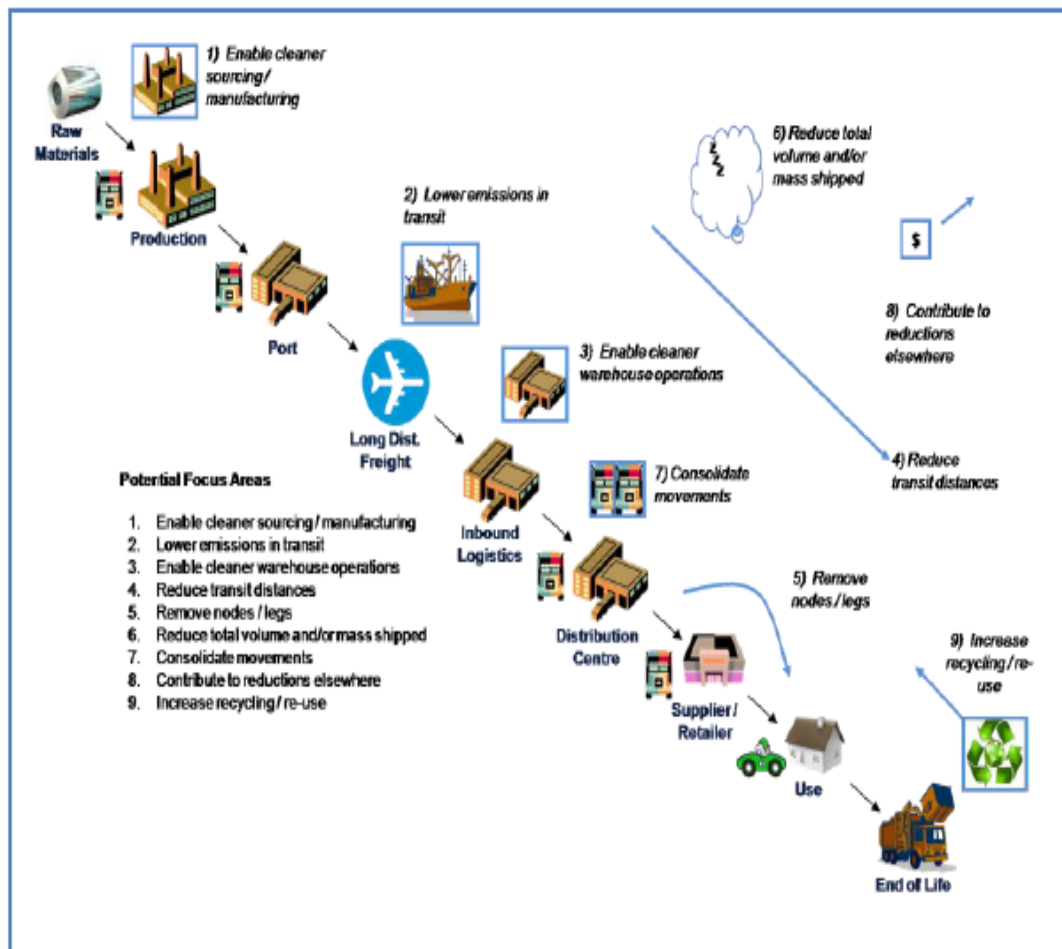 1) Enable cleaner
sourcing /
manufacturing
Raw
Materials
6) Reduce total
volume and/or
mass shipped
z
z
z
2) Lower emissions in
transit
Production
$
Port
8) Contribute to
reductions
elsewhere
3) Enable cleaner
warehouse operations
Long Dist.
Freight
4) Reduce
transit distances
7) Consolidate
movements
Potential Focus Areas
1. Enable cleaner sourcing / manufacturing
2. Lower emissions in transit
3. Enable cleaner warehouse operations
4. Reduce transit distances
5. Remove nodes / legs
6. Reduce total volume and/or mass shipped
7. Consolidate movements
8. Contribute to reductions elsewhere
9. Increase recycling / re-use
Inbound
Logistics
5) Remove
nodes / legs
Distribution
Centre
9) Increase
recycling / re-
use
Supplier /
Retailer
Use
End of Life